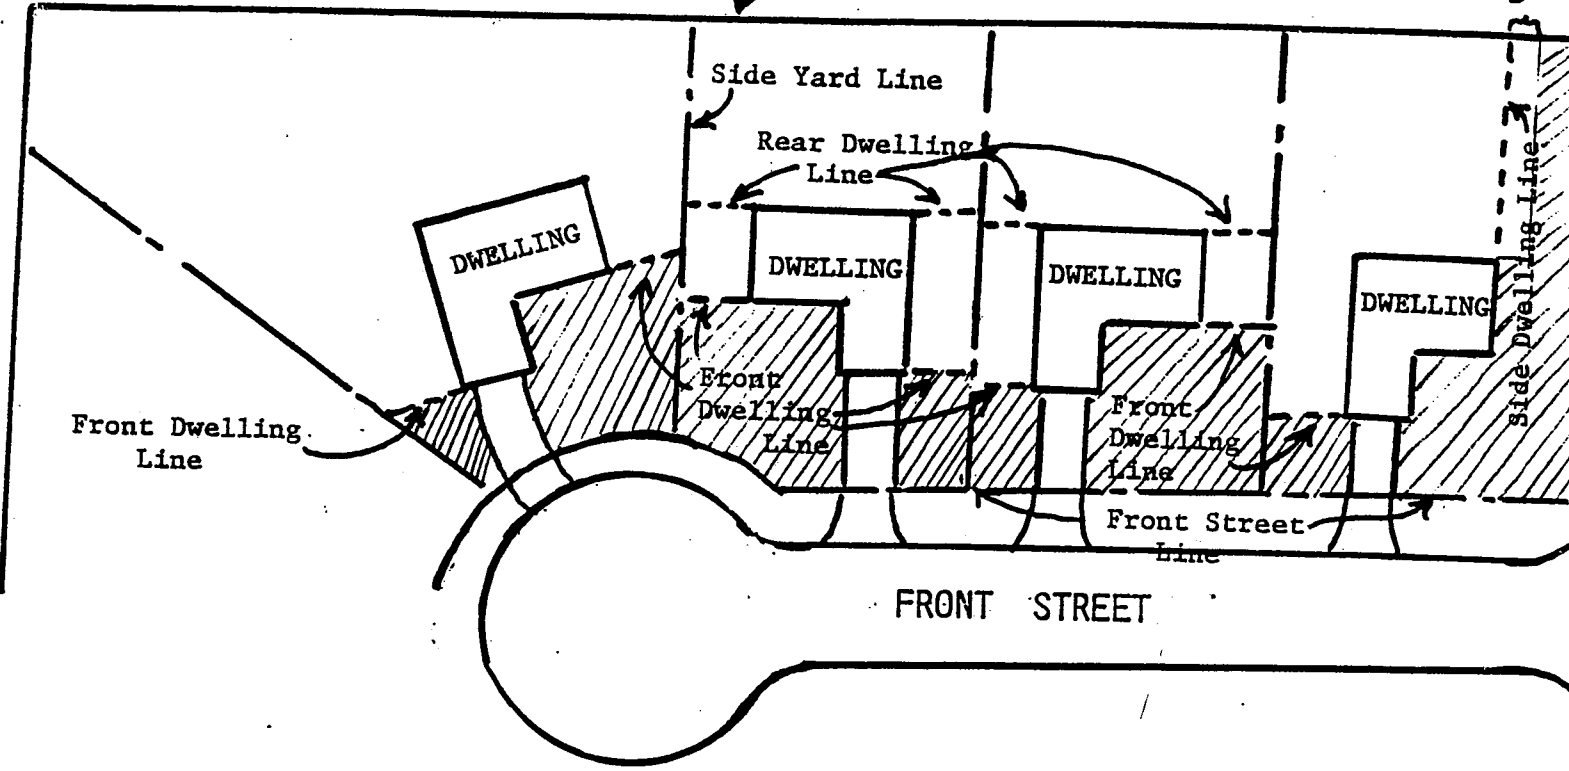 Side Yard Line
Rear Dwelling
Line
DWELLING
DWELLING
DWELLING
DWELLING
Side Dwelling Line
Front Dwelling
Line
Front
Dwelling
Line
Front
Dwelling
Line
Front Street
Line
FRONT STREET